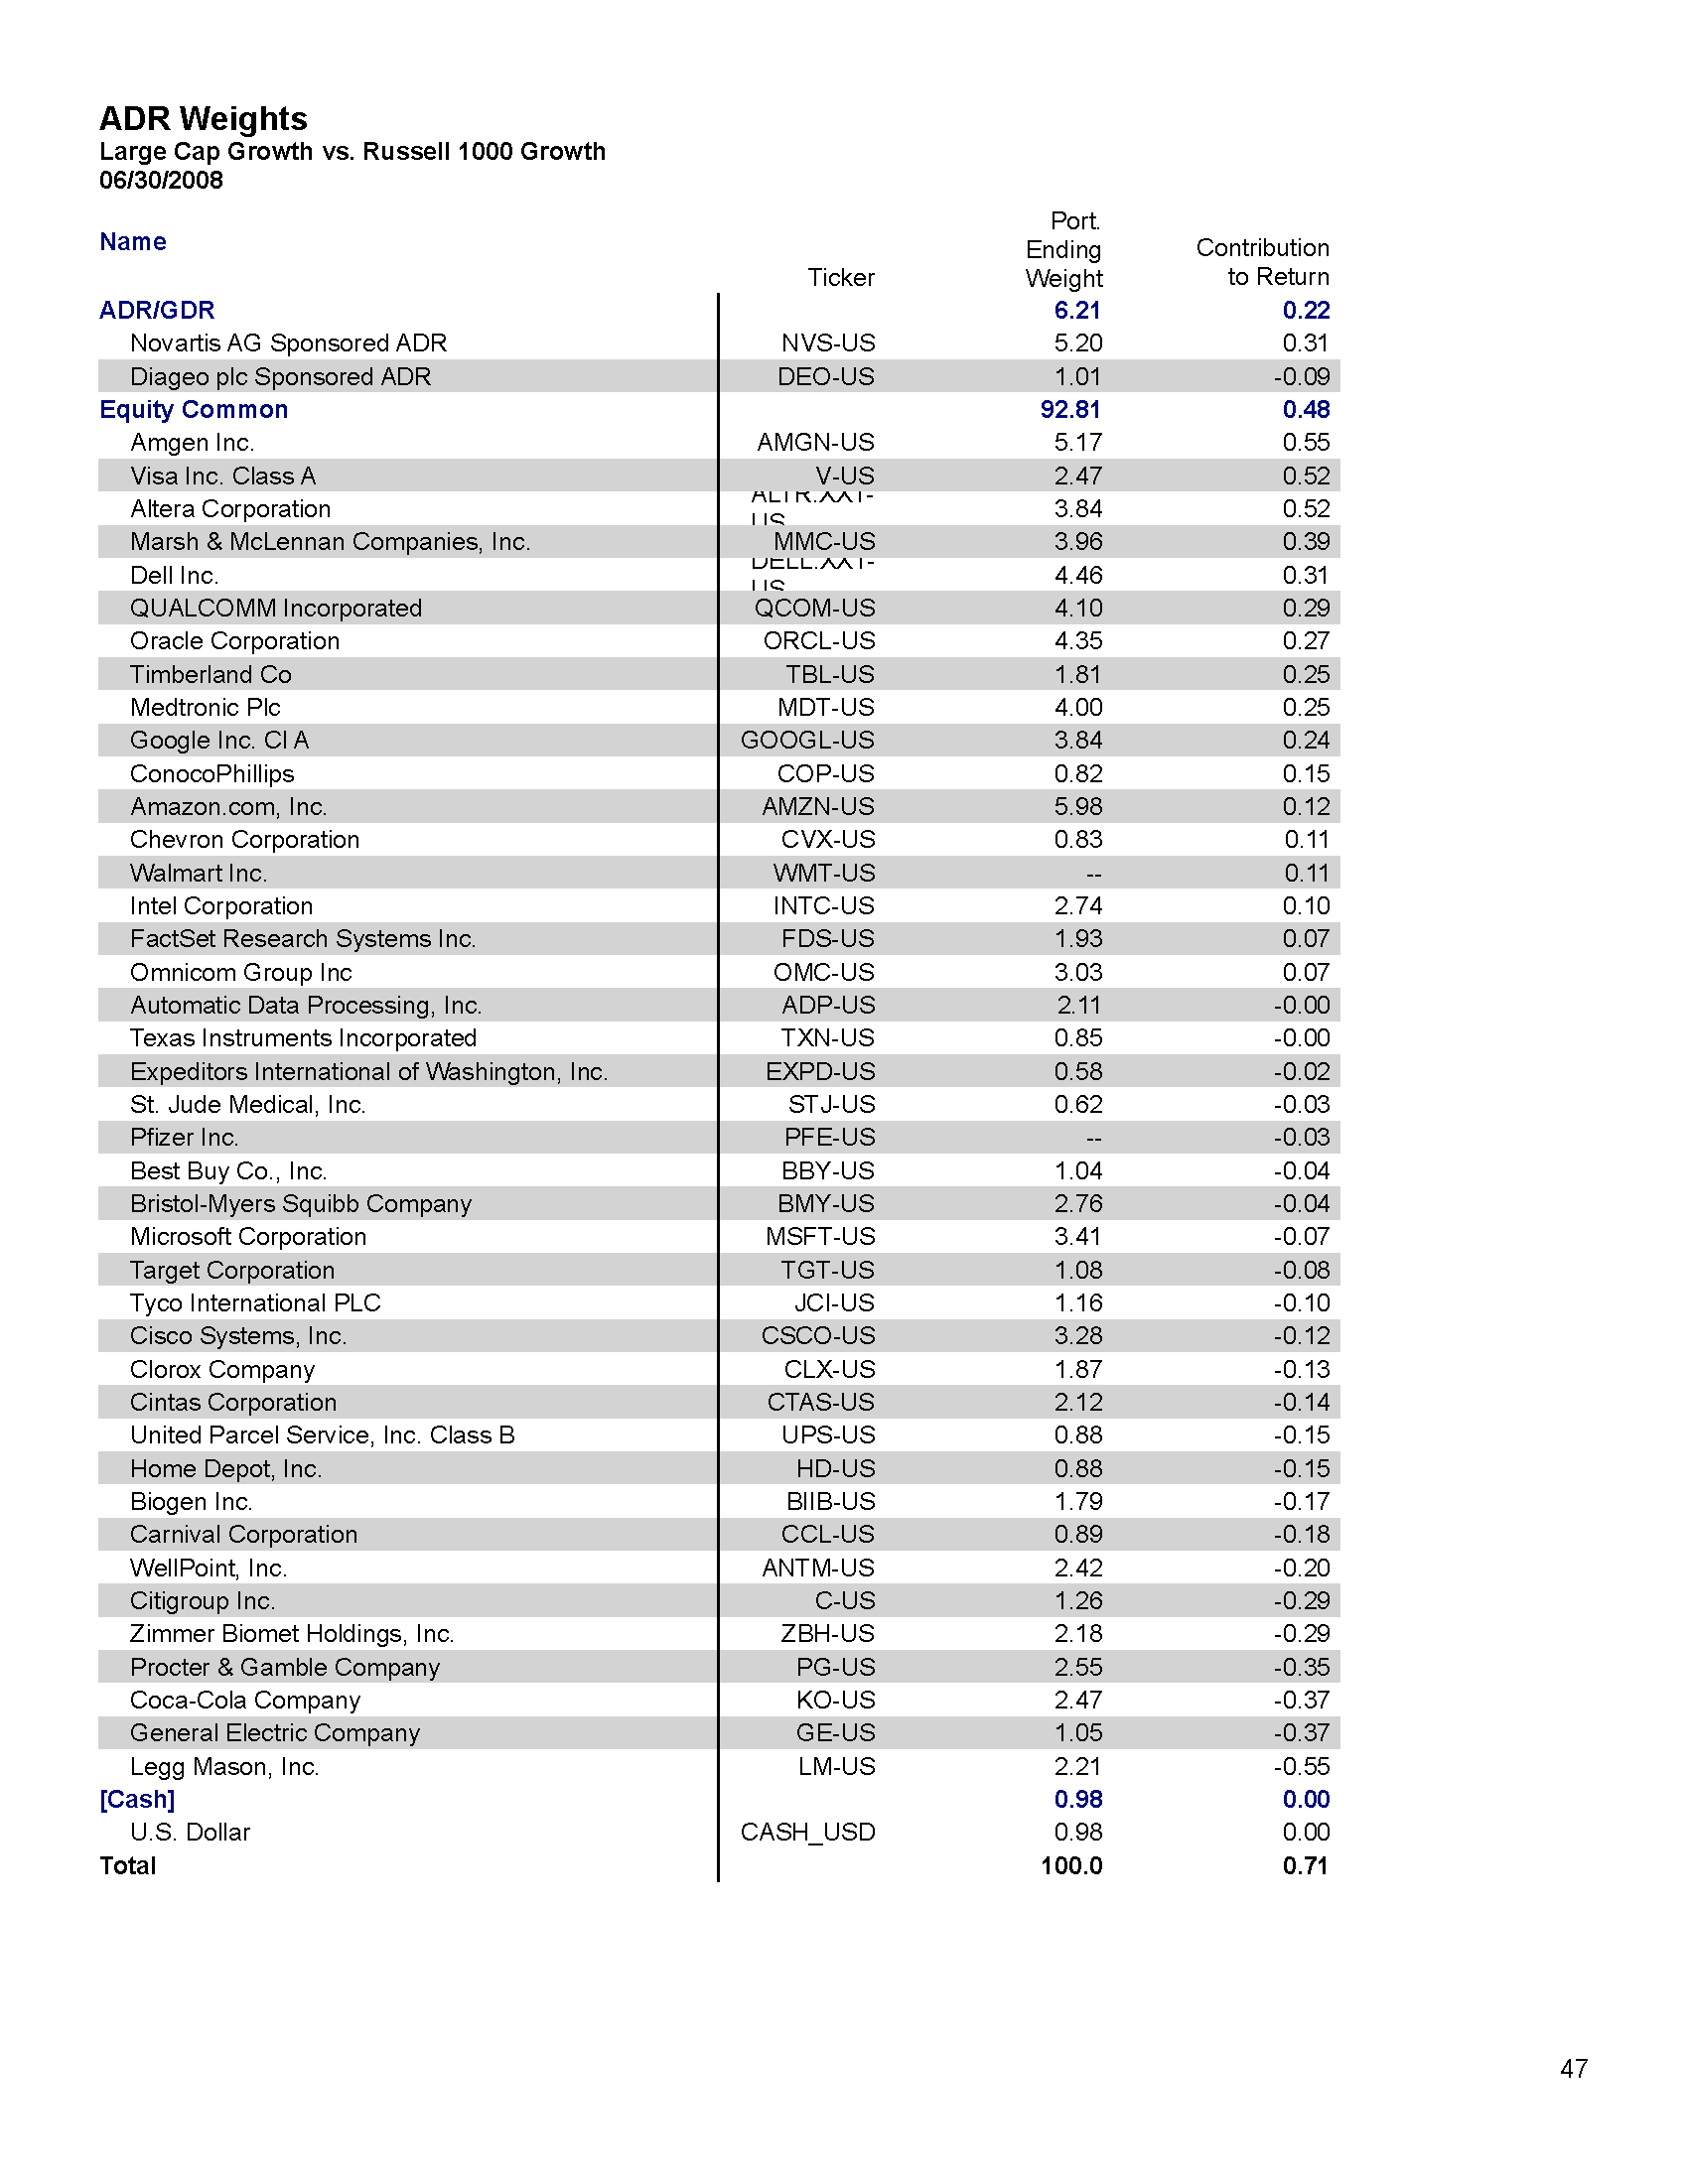 ADR Weights
Large Cap Growth vs. Russell 1000 Growth
06/30/2008
Name Ticker Port. Ending Weight Contribution to Return
ADR/GDR 6.21 0.22
Novartis AG Sponsored ADR NVS-US 5.20 0.31
Diageo plc Sponsored ADR DEO-US 1.01 -0.09
Equity Common 92.81 0.48
Amgen Inc. AMGN-US 5.17 0.55
Visa Inc. Class A V-US 2.47 0.52
Altera Corporation 3.84 0.52
Marsh & McLennan Companies, Inc. MMC-US 3.96 0.39
Dell Inc. 4.46 0.31
QUALCOMM Incorporated QCOM-US 4.10 0.29
Oracle Corporation ORCL-US 4.35 0.27
Timberland Co TBL-US 1.81 0.25
Medtronic Plc MDT-US 4.00 0.25
Google Inc. Cl A GOOGL-US 3.84 0.24
ConocoPhillips COP-US 0.82 0.15
Amazon.com, Inc. AMZN-US 5.98 0.12
Chevron Corporation CVX-US 0.83 0.11
Walmart Inc. WMT-US -- 0.11
Intel Corporation INTC-US 2.74 0.10
FactSet Research Systems Inc. FDS-US 1.93 0.07
Omnicom Group Inc OMC-US 3.03 0.07
Automatic Data Processing, Inc. ADP-US 2.11 -0.00
Texas Instruments Incorporated TXN-US 0.85 -0.00
Expeditors International of Washington, Inc. EXPD-US 0.58 -0.02
St. Jude Medical, Inc. STJ-US 0.62 -0.03
Pfizer Inc. PFE-US -- -0.03
Best Buy Co., Inc. BBY-US 1.04 -0.04
Bristol-Myers Squibb Company BMY-US 2.76 -0.04
Microsoft Corporation MSFT-US 3.41 -0.07
Target Corporation TGT-US 1.08 -0.08
Tyco International PLC JCI-US 1.16 -0.10
Cisco Systems, Inc. CSCO-US 3.28 -0.12
Clorox Company CLX-US 1.87 -0.13
Cintas Corporation CTAS-US 2.12 -0.14
United Parcel Service, Inc. Class B UPS-US 0.88 -0.15
Home Depot, Inc. HD-US 0.88 -0.15
Biogen Inc. BIIB-US 1.79 -0.17
Carnival Corporation CCL-US 0.89 -0.18
WellPoint, Inc. ANTM-US 2.42 -0.20
Citigroup Inc. C-US 1.26 -0.29
Zimmer Biomet Holdings, Inc. ZBH-US 2.18 -0.29
Procter & Gamble Company PG-US 2.55 -0.35
Coca-Cola Company KO-US 2.47 -0.37
General Electric Company GE-US 1.05 -0.37
Legg Mason, Inc. LM-US 2.21 -0.55
[Cash] 0.98 0.00
U.S. Dollar CASH_USD 0.98 0.00
Total 100.0 0.71
47